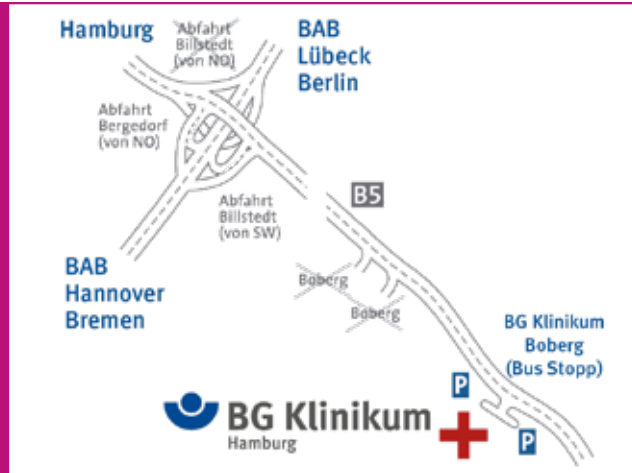 Hamburg
Abfahrt
Billstedt
(von NO)
BAB
Lübeck
Berlin
Abfahrt
Bergedorf
(von NO)
Abfahrt
Billstedt
(von SW)
B5
BAB
Hannover
Bremen
Boberg
Boberg
BG Klinikum
Boberg
(Bus Stopp)
P
BG Klinikum
Hamburg
P